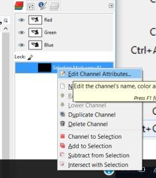 Red
Green
Blue
Ctrl+
Lock:
Edit Channel Attributes...
Edit the channel's name, color a
Press F1 f
Lower Channel
Duplicate Channel
Delete Channel
Channel to Selection
Add to Selection
Subtract from Selection
Intersect with Selection
Ctrl+